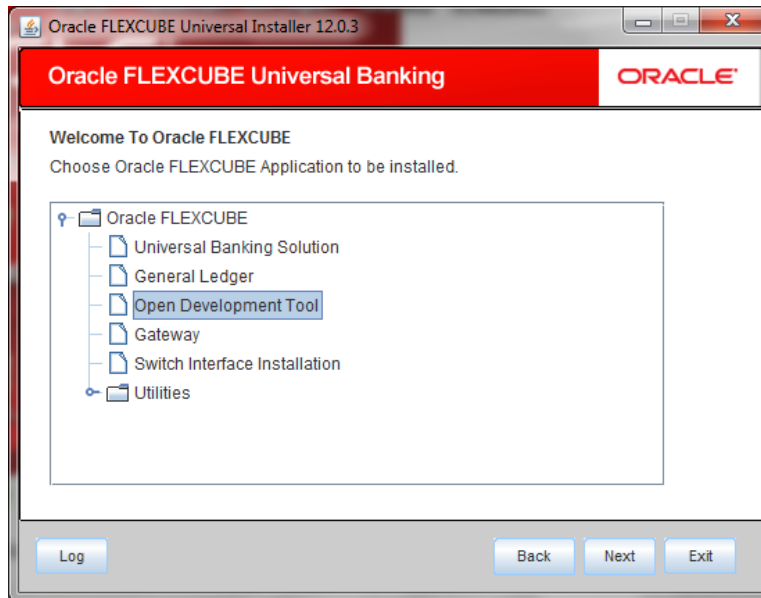 Oracle FLEXCUBE Universal Installer 12.0.3
Oracle FLEXCUBE Universal Banking
ORACLE
Welcome To Oracle FLEXCUBE
Choose Oracle FLEXCUBE Application to be installed.
Oracle FLEXCUBE
Universal Banking Solution
General Ledger
Open Development Tool
Gateway
Switch Interface Installation
Utilities
Log Back Next Exit